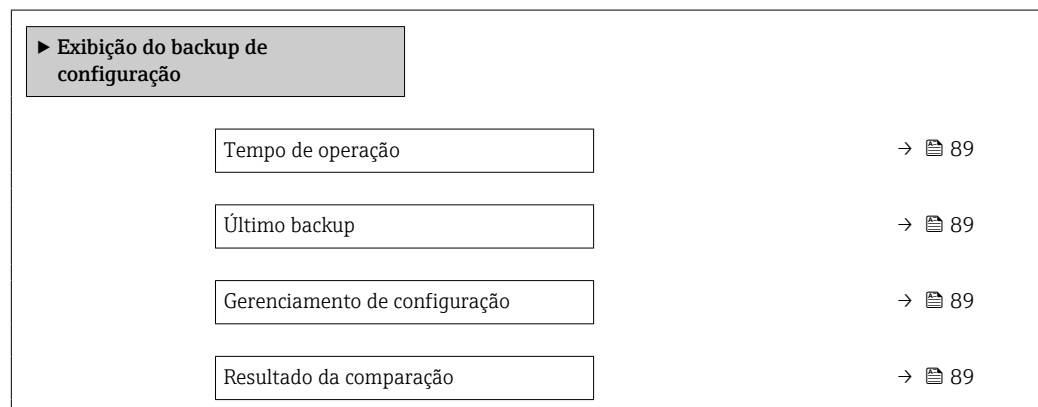 ▶ Exibição do backup de
configuração
Tempo de operação → 89
Último backup → 89
Gerenciamento de configuração → 89
Resultado da comparação → 89